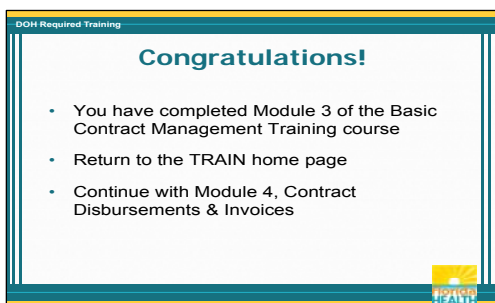 DOH Required Training
Congratulations!
• You have completed Module 3 of the Basic
Contract Management Training course
• Return to the TRAIN home page
• Continue with Module 4, Contract
Disbursements & Invoices
Florida
HEALTH